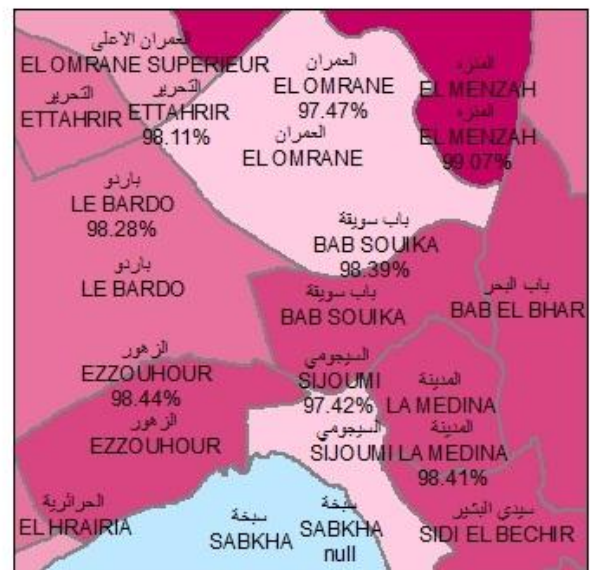 العمران الاعلى
EL OMRANE SUPERIEUR
التحرير
ETTAHRIR
التحرير
ETTAHRIR
98.11%
العمران
EL OMRANE
97.47%
العمران
EL OMRANE
المنزه
EL MENZAH
المنزه
EL MENZAH
99.07%
باردو
LE BARDO
98.28%
باردو
LE BARDO
باب سويقة
BAB SOUIKA
98.39%
باب سويقة
BAB SOUIKA
باب البحر
BAB EL BHAR
الزهور
EZZOUHOUR
98.44%
الزهور
EZZOUHOUR
السيجومي
SIJOUMI
97.42%
السيجومي
SIJOUMI
المدينة
LA MEDINA
المدينة
LA MEDINA
98.41%
الحرائرية
EL HRAIRIA
سبخة
SABKHA
سبخة
SABKHA
null
سيدي البشير
SIDI EL BECHIR